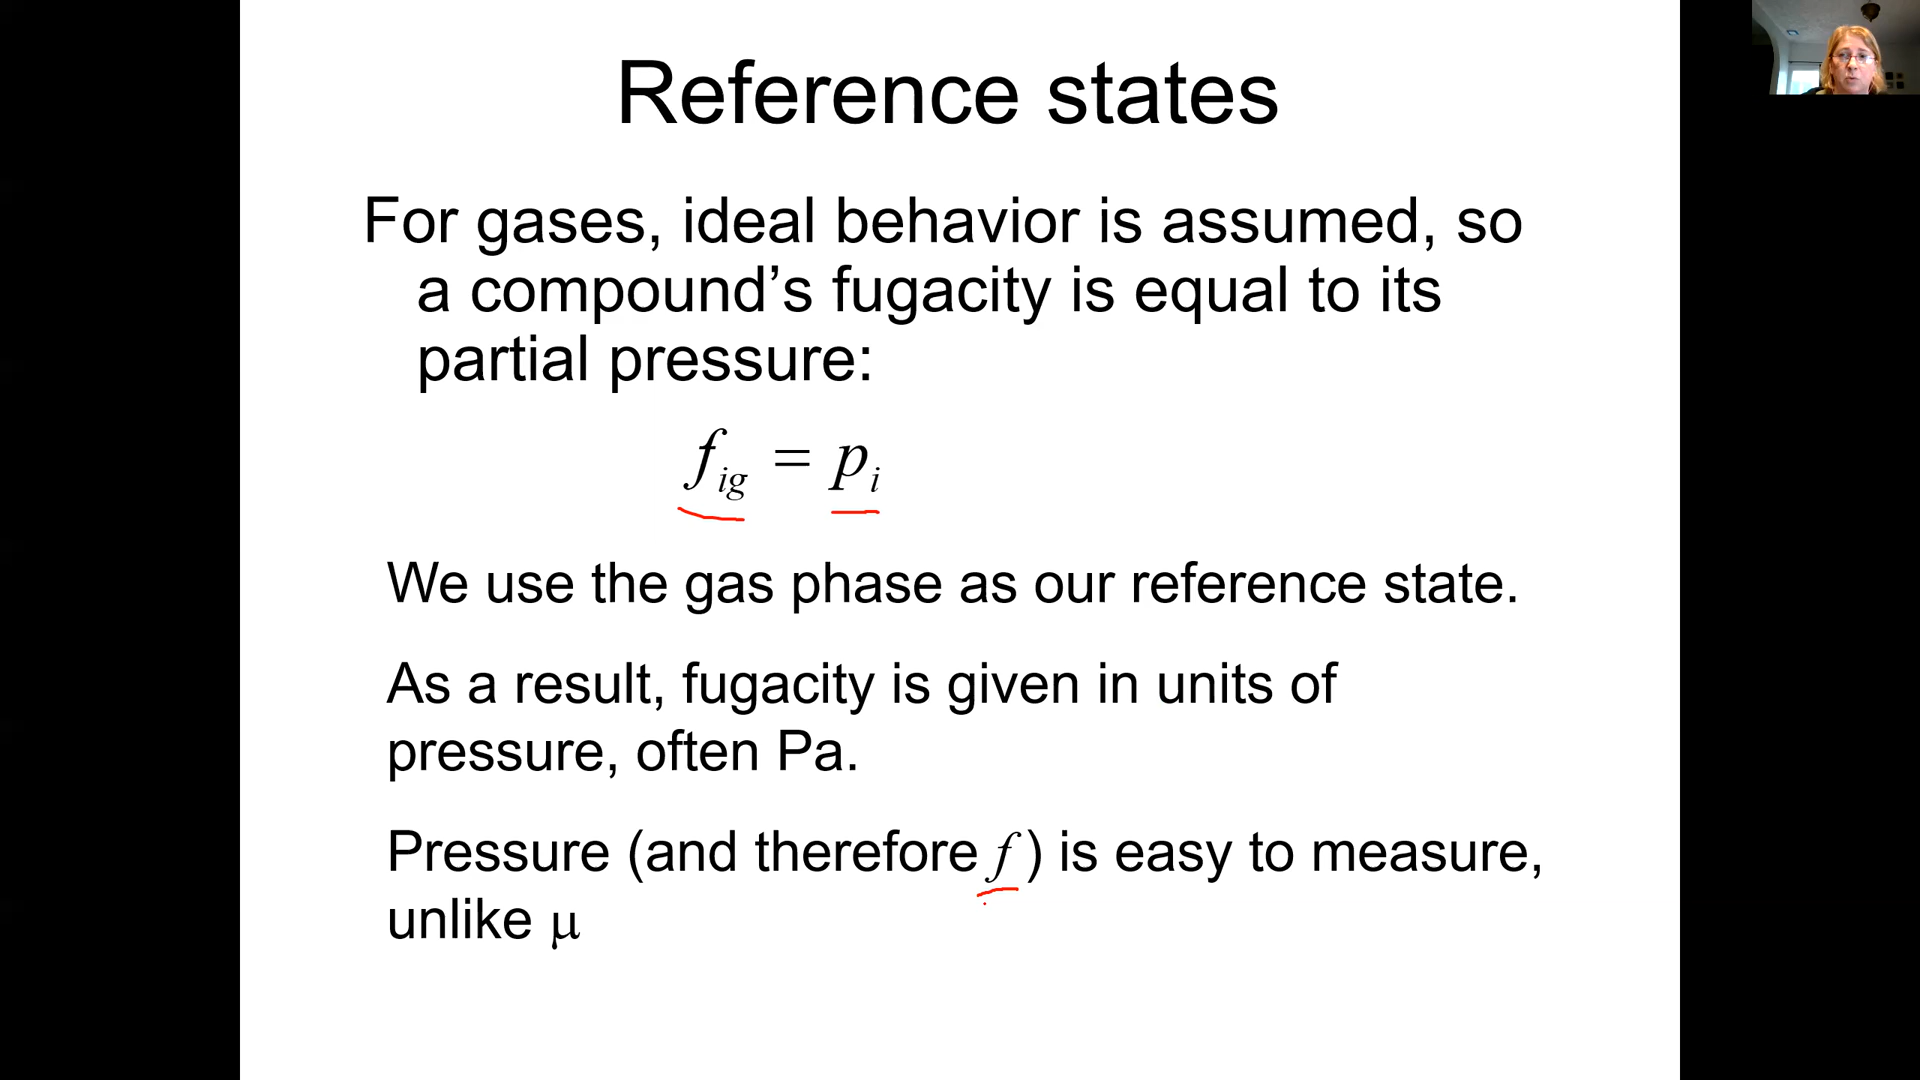 Reference states
For gases, ideal behavior is assumed, so
a compound’s fugacity is equal to its
partial pressure:
f_ig = p_i
We use the gas phase as our reference state.
As a result, fugacity is given in units of
pressure, often Pa.
Pressure (and therefore f ) is easy to measure,
unlike μ